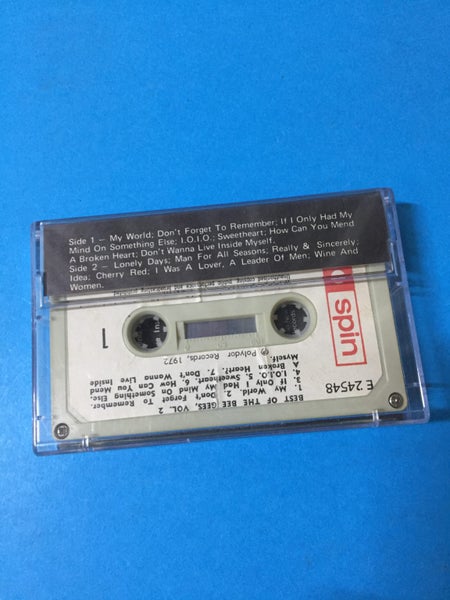 Side 1 – My World; Don't Forget To Remember; If I Only Had My
Mind On Something Else; I.O.I.O.; Sweetheart; How Can You Mend
A Broken Heart; Don't Wanna Live Inside Myself.
Side 2 – Lonely Days; Man For All Seasons, Really & Sincerely;
Idea; Cherry Red; I Was A Lover, A Leader Of Men; Wine And
Women.
spin
E 24548
1
BEST OF THE BEE GEES, VOL. 2
1. My World. 2. Don't Forget To Remember.
3. If Only I Had My Mind On Something Else.
4. I.O.I.O. 5. Sweetheart. 6. How Can You Mend
A Broken Heart. 7. Don't Wanna Live Inside
Myself.
℗ Polydor Records, 1972